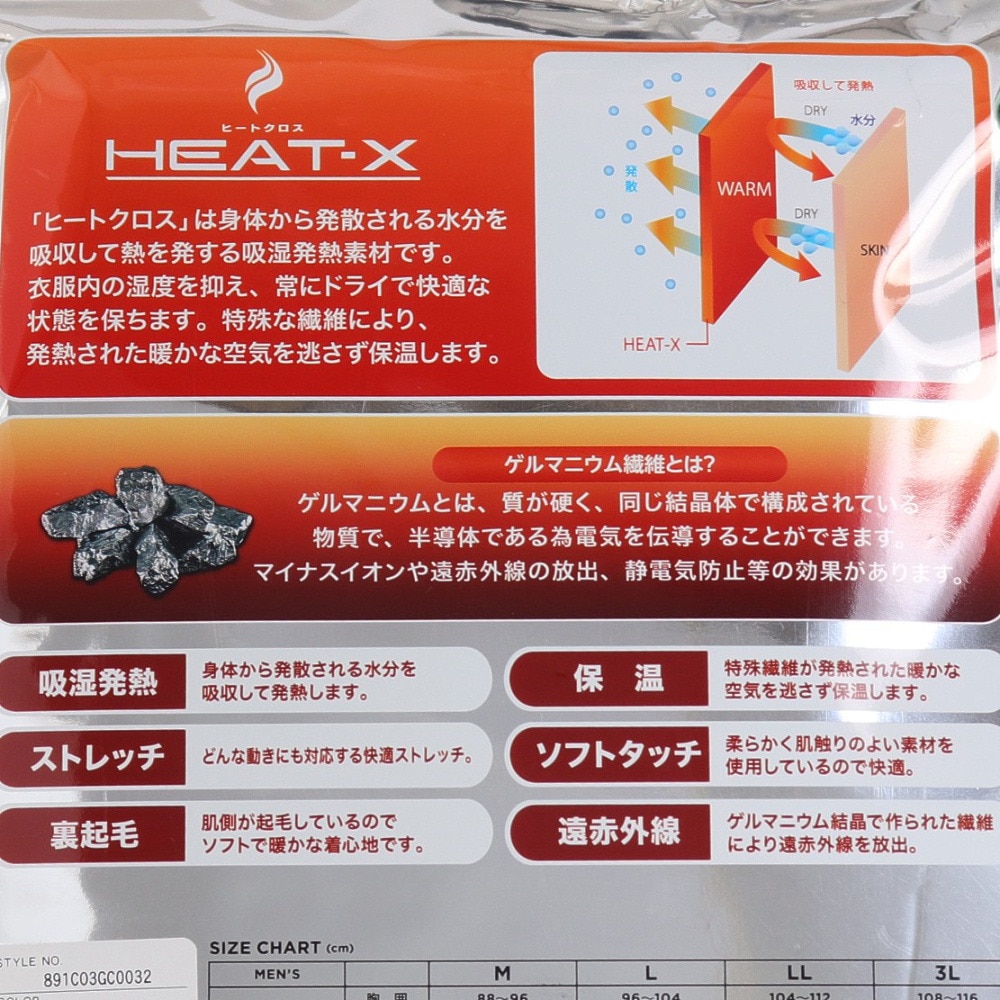 ヒートクロス
HEAT-X
「ヒートクロス」は身体から発散される水分を
吸収して熱を発する吸湿発熱素材です。
衣服内の湿度を抑え、常にドライで快適な
状態を保ちます。特殊な繊維により、
発熱された暖かな空気を逃さず保温します。
吸収して発熱
DRY
水分
発散
WARM
DRY
SKIN
HEAT-X
ゲルマニウム繊維とは?
ゲルマニウムとは、質が硬く、同じ結晶体で構成されている
物質で、半導体である為電気を伝導することができます。
マイナスイオンや遠赤外線の放出、静電気防止等の効果があります。
吸湿発熱
身体から発散される水分を
吸収して発熱します。
保温
特殊繊維が発熱された暖かな
空気を逃さず保温します。
ストレッチ
どんな動きにも対応する快適ストレッチ。
ソフトタッチ
柔らかく肌触りのよい素材を
使用しているので快適。
裏起毛
肌側が起毛しているので
ソフトで暖かな着心地です。
遠赤外線
ゲルマニウム結晶で作られた繊維
により遠赤外線を放出。
STYLE NO.
891C03GC0032
COLOR
SIZE CHART (cm)
MEN'S M L LL 3L
胸囲 88~96 96~104 104~112 108~116